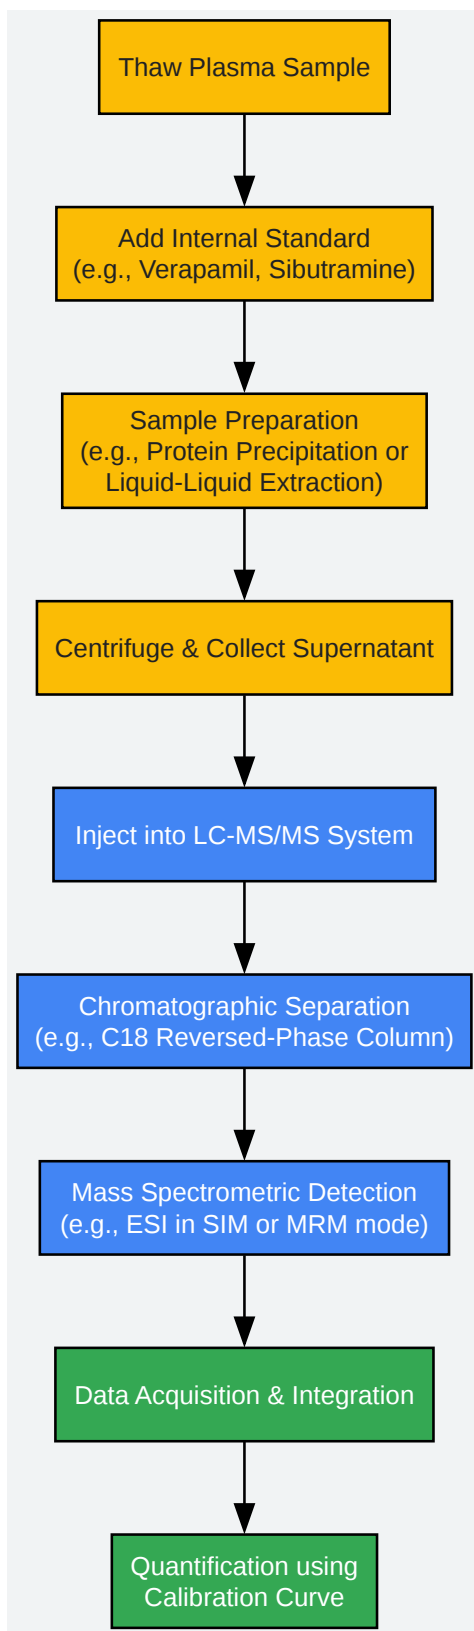 Thaw Plasma Sample
Add Internal Standard
(e.g., Verapamil, Sibutramine)
Sample Preparation
(e.g., Protein Precipitation or
Liquid-Liquid Extraction)
Centrifuge & Collect Supernatant
Inject into LC-MS/MS System
Chromatographic Separation
(e.g., C18 Reversed-Phase Column)
Mass Spectrometric Detection
(e.g., ESI in SIM or MRM mode)
Data Acquisition & Integration
Quantification using
Calibration Curve